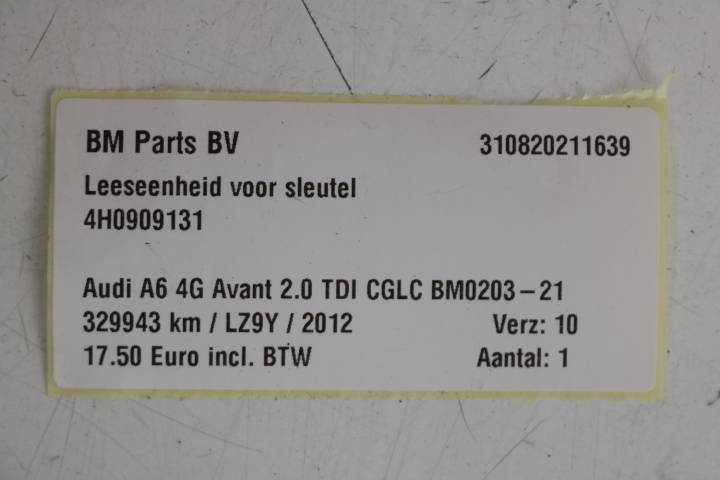 BM Parts BV 310820211639
Leeseenheid voor sleutel
4H0909131
Audi A6 4G Avant 2.0 TDI CGLC BM0203-21
329943 km / LZ9Y / 2012 Verz: 10
17.50 Euro incl. BTW Aantal: 1